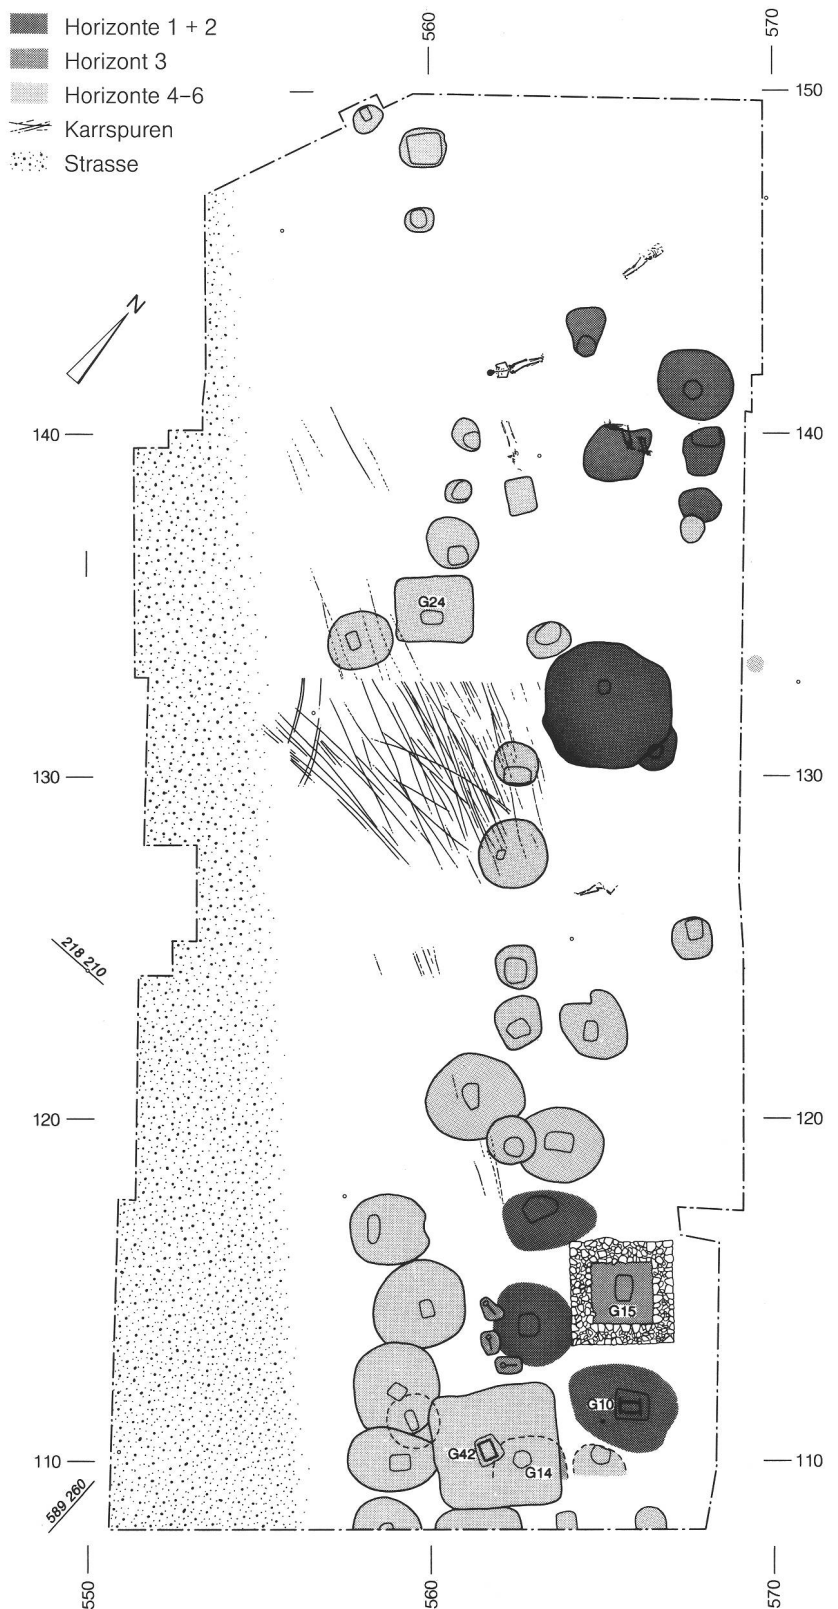 Horizonte 1 + 2
Horizont 3
Horizonte 4–6
Karrspuren
Strasse
560
570
150
N
140
140
G24
130
130
218 210
120
120
G15
G10
G42
G14
110
110
589 260
550
560
570